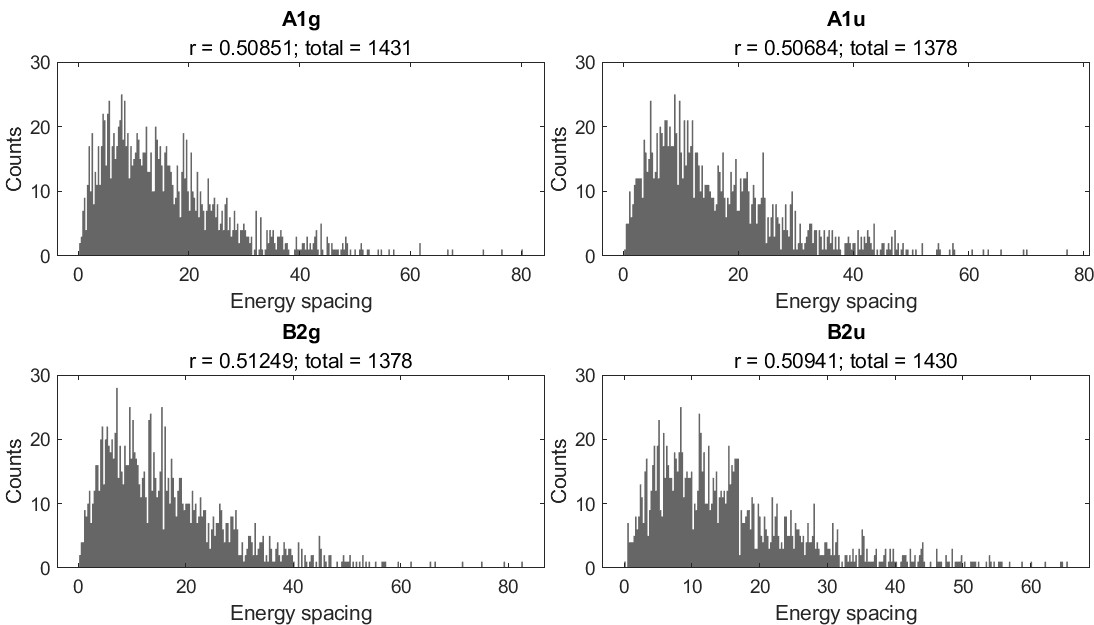 A1g
r = 0.50851; total = 1431
30
20
10
0
Counts
0 20 40 60 80
Energy spacing
A1u
r = 0.50684; total = 1378
30
20
10
0
Counts
0 20 40 60 80
Energy spacing
B2g
r = 0.51249; total = 1378
30
20
10
0
Counts
0 20 40 60 80
Energy spacing
B2u
r = 0.50941; total = 1430
30
20
10
0
Counts
0 10 20 30 40 50 60
Energy spacing